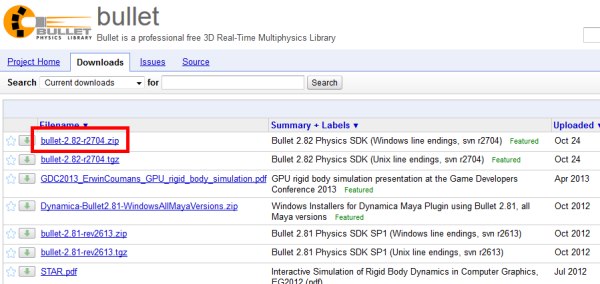 BULLET
PHYSICS LIBRARY
bullet
Bullet is a professional free 3D Real-Time Multiphysics Library
Project Home Downloads Issues Source
Search Current downloads for Search
Filename ▼ Summary + Labels ▼ Uploaded ▼
bullet-2.82-r2704.zip Bullet 2.82 Physics SDK (Windows line endings, svn r2704) Featured Oct 24
bullet-2.82-r2704.tgz Bullet 2.82 Physics SDK (Unix line endings, svn r2704) Featured Oct 24
GDC2013_ErwinCoumans_GPU_rigid_body_simulation.pdf GPU rigid body simulation presentation at the Game Developers Apr 2013
Conference 2013 Featured
Dynamica-Bullet2.81-WindowsAllMayaVersions.zip Windows Installers for Dynamica Maya Plugin using Bullet 2.81, all Oct 2012
Maya versions Featured
bullet-2.81-rev2613.zip Bullet 2.81 Physics SDK SP1 (Windows line endings, svn r2613) Oct 2012
bullet-2.81-rev2613.tgz Bullet 2.81 Physics SDK SP1 (Unix line endings, svn r2613) Oct 2012
STAR.pdf Interactive Simulation of Rigid Body Dynamics in Computer Graphics, Jul 2012
EG2012 (pdf)